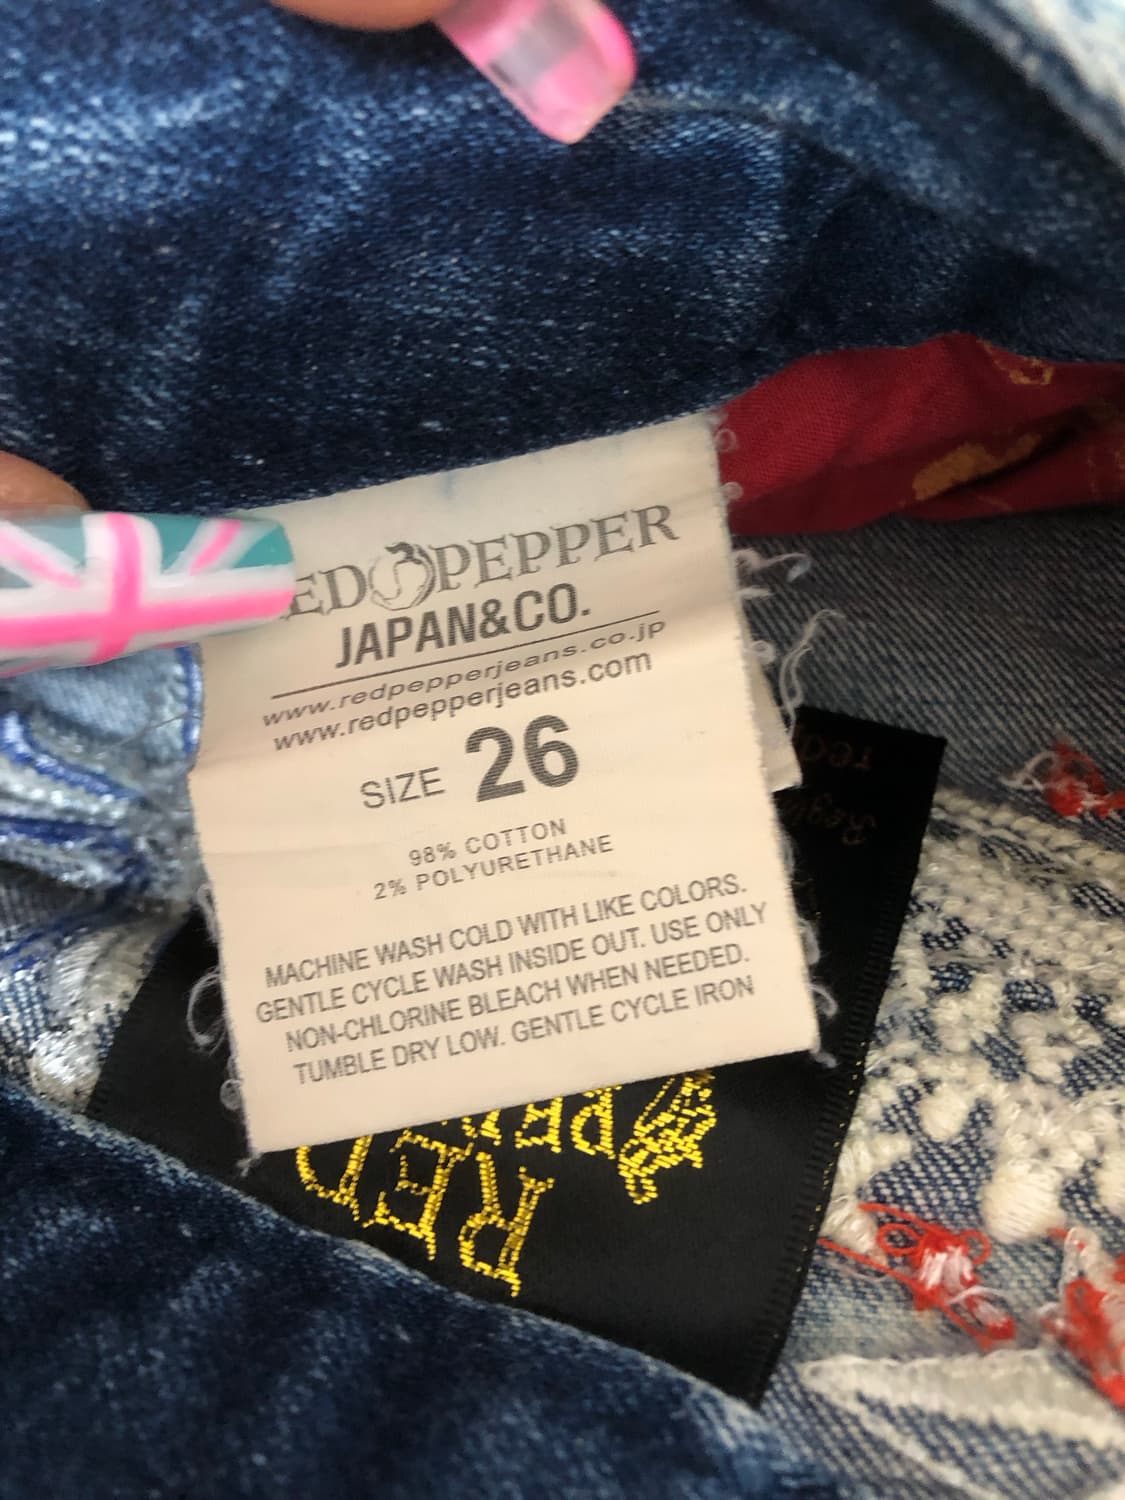 ED PEPPER
JAPAN&CO.
www.redpepperjeans.co.jp
www.redpepperjeans.com
SIZE 26
98% COTTON
2% POLYURETHANE
MACHINE WASH COLD WITH LIKE COLORS.
GENTLE CYCLE WASH INSIDE OUT. USE ONLY
NON-CHLORINE BLEACH WHEN NEEDED.
TUMBLE DRY LOW. GENTLE CYCLE IRON
RED